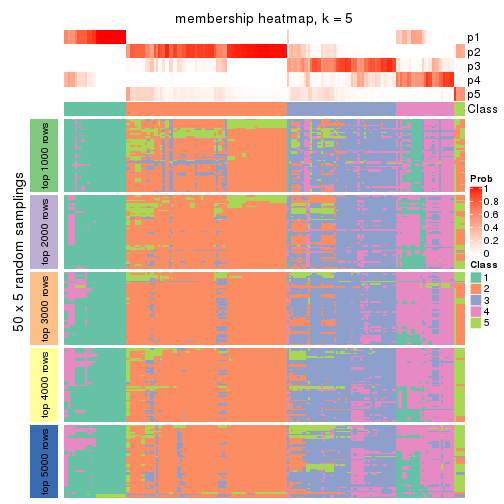 membership heatmap, k = 5
p1
p2
p3
p4
p5
Class
50 x 5 random samplings
top 1000 rows
top 2000 rows
top 3000 rows
top 4000 rows
top 5000 rows
Prob
1
0.8
0.6
0.4
0.2
0
Class
1
2
3
4
5